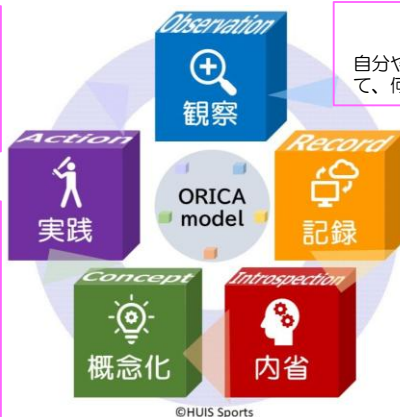 Observation
観察
自分や
て、何
Action
実践
ORICA
model
Record
記録
Concept
概念化
Introspection
内省
©HUIS Sports